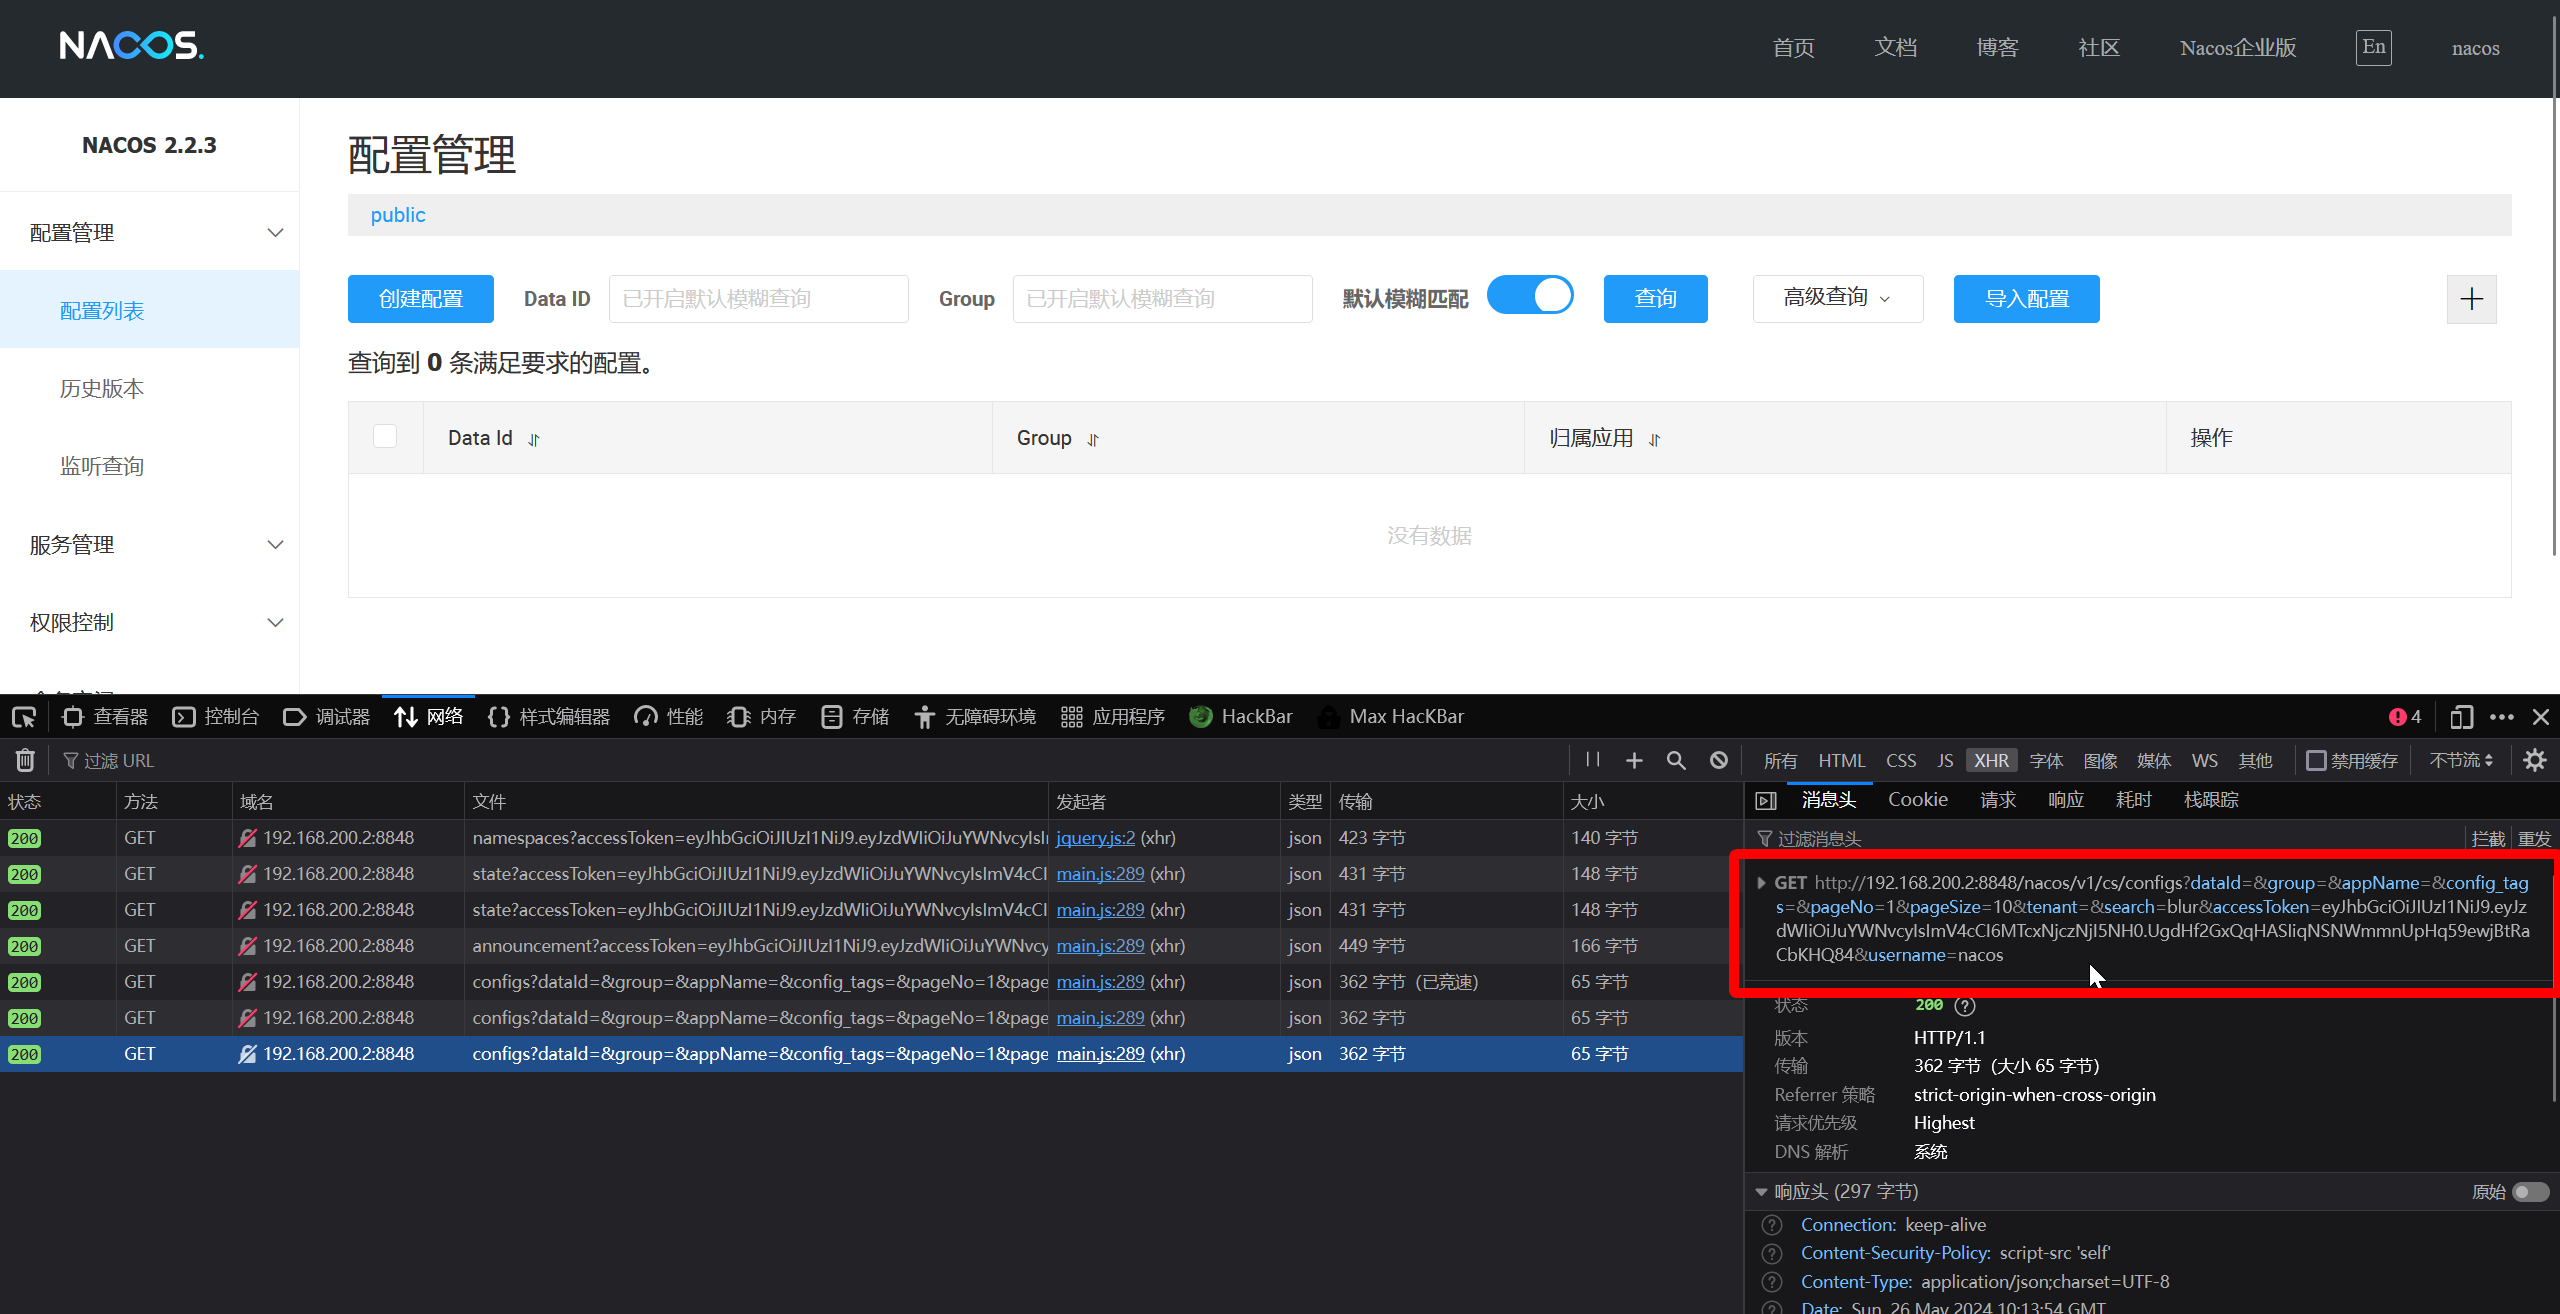 NACOS.
首页 文档 博客 社区 Nacos企业版 En nacos
NACOS 2.2.3
配置管理
配置列表
历史版本
监听查询
服务管理
权限控制
配置管理
public
创建配置 Data ID 已开启默认模糊查询 Group 已开启默认模糊查询 默认模糊匹配 查询 高级查询 导入配置
查询到 0 条满足要求的配置。
Data Id Group 归属应用 操作
没有数据
查看器 控制台 调试器 网络 样式编辑器 性能 内存 存储 无障碍环境 应用程序 HackBar Max HacKBar 4
过滤 URL 所有 HTML CSS JS XHR 字体 图像 媒体 WS 其他 禁用缓存 不节流
状态 方法 域名 文件 发起者 类型 传输 大小
200 GET 192.168.200.2:8848 namespaces?accessToken=eyJhbGciOiJIUzI1NiJ9.eyJzdWIiOiJuYWNvcyIsI jquery.js:2 (xhr) json 423 字节 140 字节
200 GET 192.168.200.2:8848 state?accessToken=eyJhbGciOiJIUzI1NiJ9.eyJzdWIiOiJuYWNvcyIsImV4cCI main.js:289 (xhr) json 431 字节 148 字节
200 GET 192.168.200.2:8848 state?accessToken=eyJhbGciOiJIUzI1NiJ9.eyJzdWIiOiJuYWNvcyIsImV4cCI main.js:289 (xhr) json 431 字节 148 字节
200 GET 192.168.200.2:8848 announcement?accessToken=eyJhbGciOiJIUzI1NiJ9.eyJzdWIiOiJuYWNvcy main.js:289 (xhr) json 449 字节 166 字节
200 GET 192.168.200.2:8848 configs?dataId=&group=&appName=&config_tags=&pageNo=1&page main.js:289 (xhr) json 362 字节（已竞速） 65 字节
200 GET 192.168.200.2:8848 configs?dataId=&group=&appName=&config_tags=&pageNo=1&page main.js:289 (xhr) json 362 字节 65 字节
200 GET 192.168.200.2:8848 configs?dataId=&group=&appName=&config_tags=&pageNo=1&page main.js:289 (xhr) json 362 字节 65 字节
消息头 Cookie 请求 响应 耗时 栈跟踪
过滤消息头 拦截 重发
GET http://192.168.200.2:8848/nacos/v1/cs/configs?dataId=&group=&appName=&config_tag
s=&pageNo=1&pageSize=10&tenant=&search=blur&accessToken=eyJhbGciOiJIUzI1NiJ9.eyJz
dWIiOiJuYWNvcyIsImV4cCI6MTcxNjczNjI5NH0.UgdHf2GxQqHASIiqNSNWmmnUpHq59ewjBtRa
CbKHQ84&username=nacos
状态 200
版本 HTTP/1.1
传输 362 字节（大小 65 字节）
Referrer 策略 strict-origin-when-cross-origin
请求优先级 Highest
DNS 解析 系统
响应头 (297 字节) 原始
Connection: keep-alive
Content-Security-Policy: script-src 'self'
Content-Type: application/json;charset=UTF-8
Date: Sun, 26 May 2024 10:13:54 GMT